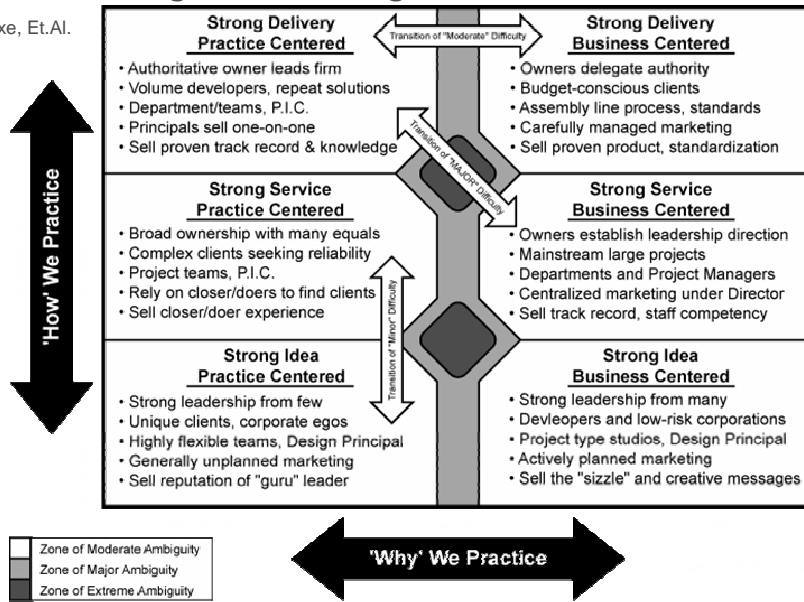 xe, Et.Al.
Strong Delivery
Practice Centered
• Authoritative owner leads firm
• Volume developers, repeat solutions
• Department/teams, P.I.C.
• Principals sell one-on-one
• Sell proven track record & knowledge
Transition of "Moderate" Difficulty
Strong Delivery
Business Centered
• Owners delegate authority
• Budget-conscious clients
• Assembly line process, standards
• Carefully managed marketing
• Sell proven product, standardization
Transition of "MAJOR" Difficulty
'How' We Practice
Strong Service
Practice Centered
• Broad ownership with many equals
• Complex clients seeking reliability
• Project teams, P.I.C.
• Rely on closer/doers to find clients
• Sell closer/doer experience
Strong Service
Business Centered
• Owners establish leadership direction
• Mainstream large projects
• Departments and Project Managers
• Centralized marketing under Director
• Sell track record, staff competency
Transition of "Minor" Difficulty
Strong Idea
Practice Centered
• Strong leadership from few
• Unique clients, corporate egos
• Highly flexible teams, Design Principal
• Generally unplanned marketing
• Sell reputation of "guru" leader
Strong Idea
Business Centered
• Strong leadership from many
• Devleopers and low-risk corporations
• Project type studios, Design Principal
• Actively planned marketing
• Sell the "sizzle" and creative messages
Zone of Moderate Ambiguity
Zone of Major Ambiguity
Zone of Extreme Ambiguity
'Why' We Practice